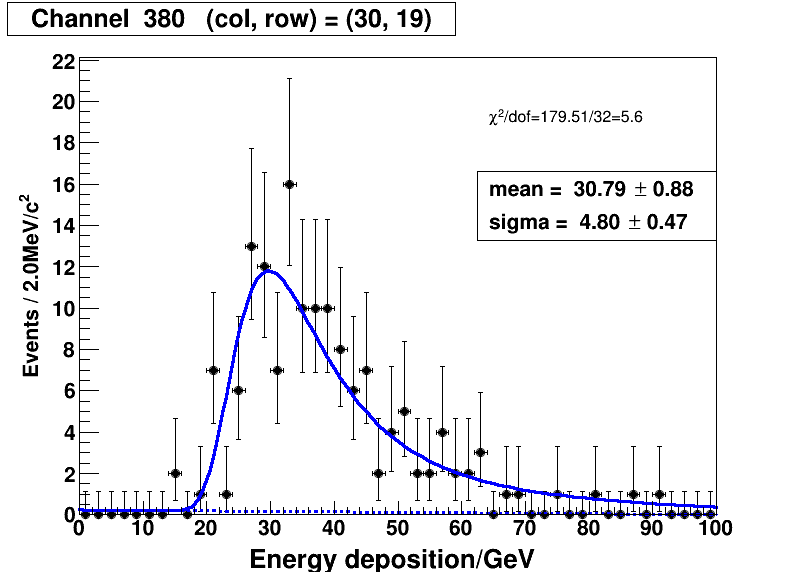 Channel 380 (col, row) = (30, 19)
22
20
18
16
14
12
10
8
6
4
2
0
Events / 2.0MeV/c²
χ²/dof=179.51/32=5.6
mean = 30.79 ± 0.88
sigma = 4.80 ± 0.47
0 10 20 30 40 50 60 70 80 90 100
Energy deposition/GeV